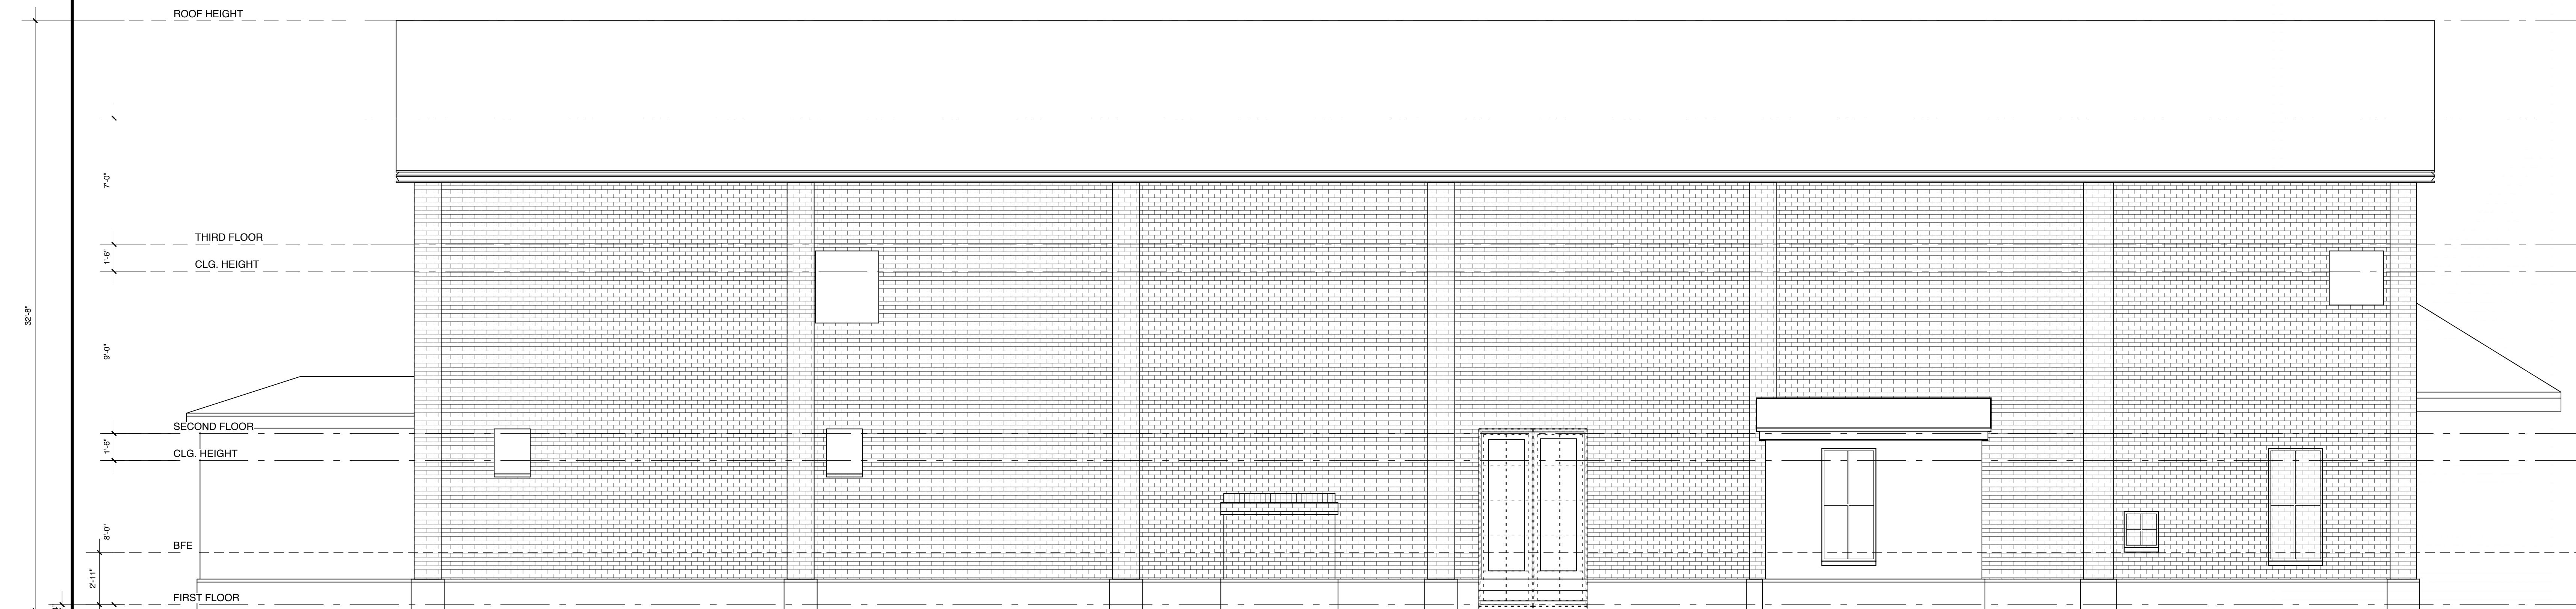 ROOF HEIGHT
7'-0"
THIRD FLOOR
1'-6"
CLG. HEIGHT
32'-8"
9'-0"
SECOND FLOOR
1'-6"
CLG. HEIGHT
8'-0"
BFE
2'-11"
FIRST FLOOR